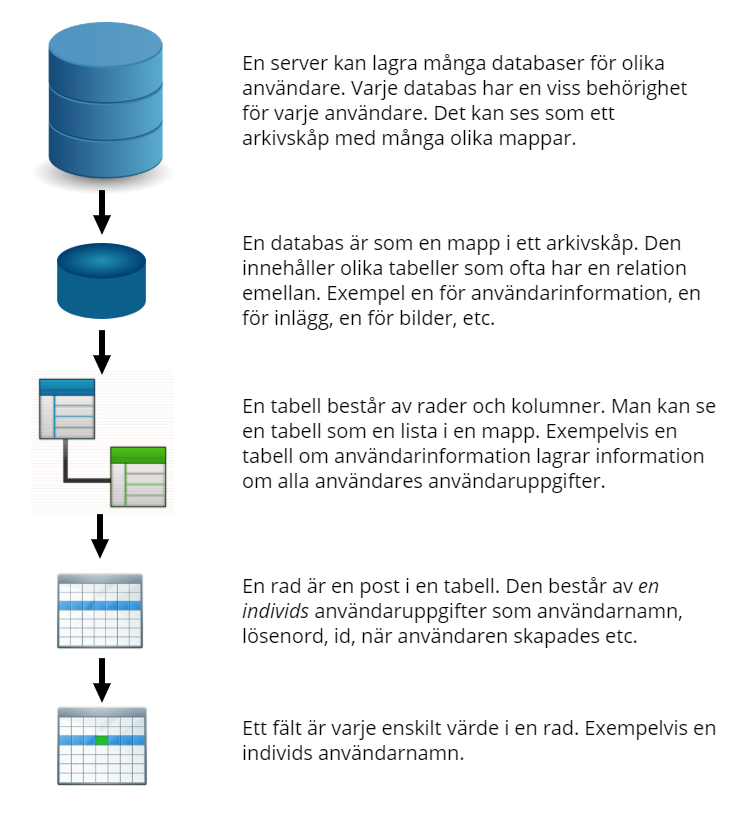 En server kan lagra många databaser för olika
användare. Varje databas har en viss behörighet
för varje användare. Det kan ses som ett
arkivskåp med många olika mappar.
En databas är som en mapp i ett arkivskåp. Den
innehåller olika tabeller som ofta har en relation
emellan. Exempel en för användarinformation, en
för inlägg, en för bilder, etc.
En tabell består av rader och kolumner. Man kan se
en tabell som en lista i en mapp. Exempelvis en
tabell om användarinformation lagrar information
om alla användares användaruppgifter.
En rad är en post i en tabell. Den består av en
individs användaruppgifter som användarnamn,
lösenord, id, när användaren skapades etc.
Ett fält är varje enskilt värde i en rad. Exempelvis en
individs användarnamn.